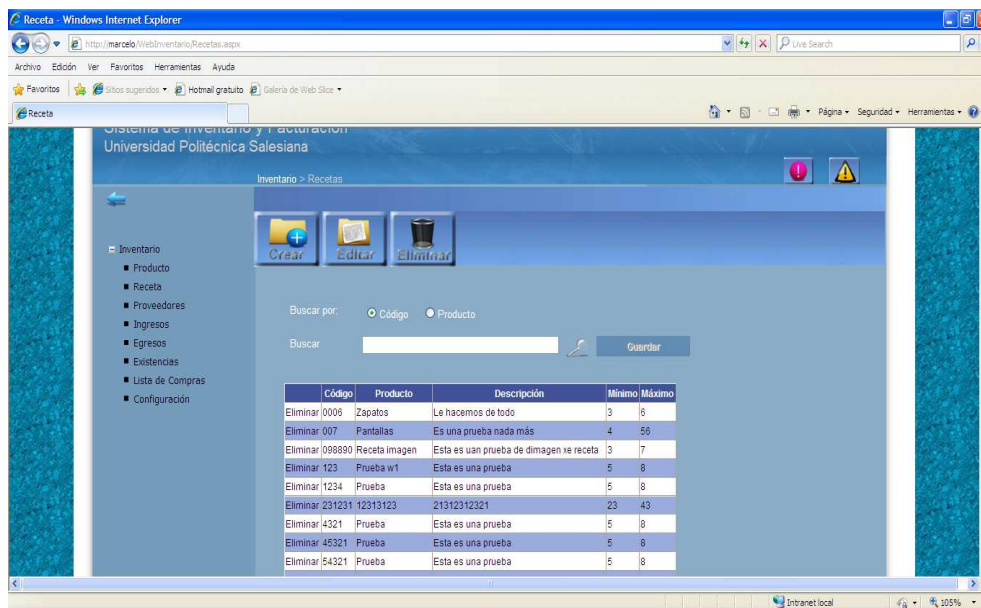 Receta - Windows Internet Explorer
http://marcelo/WebInventario/Recetas.aspx
Live Search
Archivo Edición Ver Favoritos Herramientas Ayuda
Favoritos Sitios sugeridos Hotmail gratuito Galería de Web Slice
Receta
Página Seguridad Herramientas
Sistema de Inventario y Facturación
Universidad Politécnica Salesiana
Inventario > Recetas
Crear Editar Eliminar
Inventario
Producto
Receta
Proveedores
Ingresos
Egresos
Existencias
Lista de Compras
Configuración
Buscar por: Código Producto
Buscar Guardar
Código Producto Descripción Mínimo Máximo
Eliminar 0006 Zapatos Le hacemos de todo 3 6
Eliminar 007 Pantallas Es una prueba nada más 4 56
Eliminar 098890 Receta imagen Esta es uan prueba de dimagen xe receta 3 7
Eliminar 123 Prueba w1 Esta es una prueba 5 8
Eliminar 1234 Prueba Esta es una prueba 5 8
Eliminar 231231 12313123 21312312321 23 43
Eliminar 4321 Prueba Esta es una prueba 5 8
Eliminar 45321 Prueba Esta es una prueba 5 8
Eliminar 54321 Prueba Esta es una prueba 5 8
Intranet local 105%